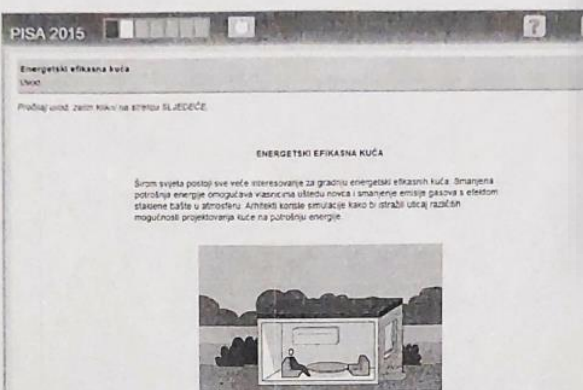 PISA 2015
?
Energetski efikasna kuća
Uvod
Pročitaj uvod, zatim klikni na strelicu SLJEDEĆE.
ENERGETSKI EFIKASNA KUĆA
Širom svijeta postoji sve veće interesovanje za gradnju energetski efikasnih kuća. Smanjena
potrošnja energije omogućava vlasnicima uštedu novca i smanjenje emisije gasova s efektom
staklene bašte u atmosferu. Arhitekti koriste simulacije kako bi istražili uticaj različitih
mogućnosti projektovanja kuće na potrošnju energije.